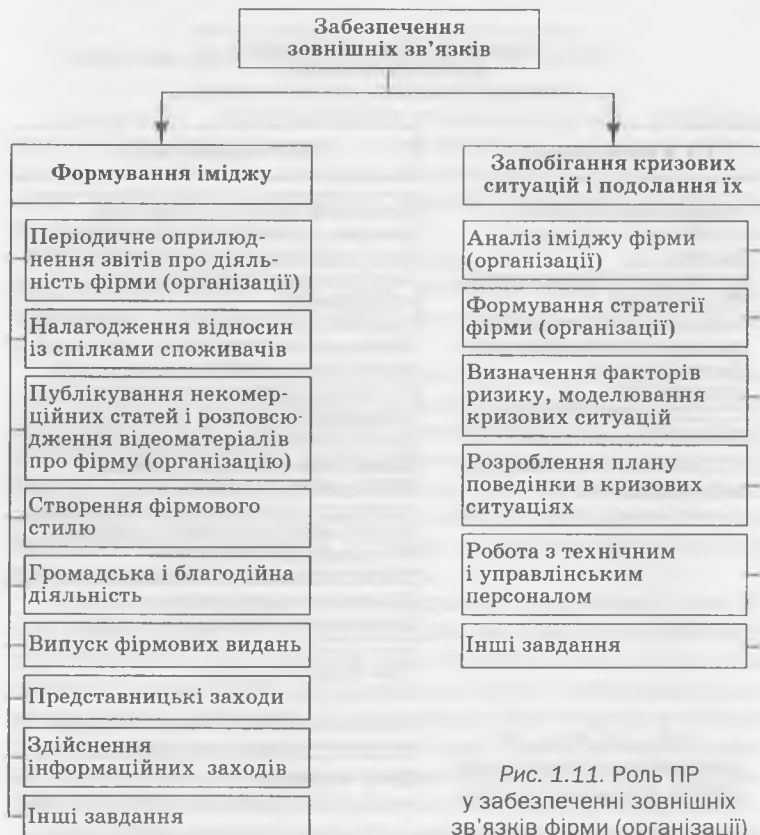 Забезпечення
зовнішніх зв'язків
Формування іміджу
Періодичне оприлюд-
нення звітів про діяль-
ність фірми (організації)
Налагодження відносин
із спілками споживачів
Публікування некомер-
ційних статей і розповсю-
дження відеоматеріалів
про фірму (організацію)
Створення фірмового
стилю
Громадська і благодійна
діяльність
Випуск фірмових видань
Представницькі заходи
Здійснення
інформаційних заходів
Інші завдання
Запобігання кризових
ситуацій і подолання їх
Аналіз іміджу фірми
(організації)
Формування стратегії
фірми (організації)
Визначення факторів
ризику, моделювання
кризових ситуацій
Розроблення плану
поведінки в кризових
ситуаціях
Робота з технічним
і управлінським
персоналом
Інші завдання
Рис. 1.11. Роль ПР
у забезпеченні зовнішніх
зв'язків фірми (організації)